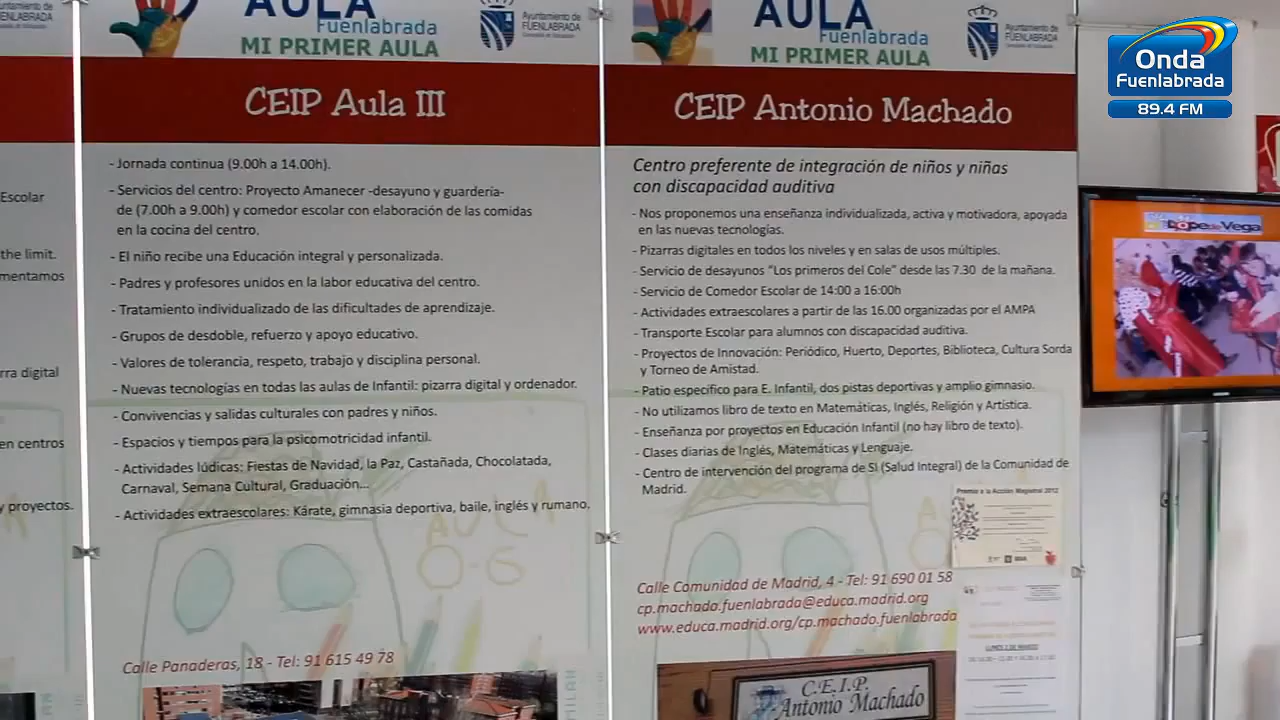 AULA
Fuenlabrada
MI PRIMER AULA
Ayuntamiento de
FUENLABRADA
CEIP Aula III
- Jornada continua (9.00h a 14.00h).
- Servicios del centro: Proyecto Amanecer -desayuno y guardería-
de (7.00h a 9.00h) y comedor escolar con elaboración de las comidas
en la cocina del centro.
- El niño recibe una Educación integral y personalizada.
- Padres y profesores unidos en la labor educativa del centro.
- Tratamiento individualizado de las dificultades de aprendizaje.
- Grupos de desdoble, refuerzo y apoyo educativo.
- Valores de tolerancia, respeto, trabajo y disciplina personal.
- Nuevas tecnologías en todas las aulas de Infantil: pizarra digital y ordenador.
- Convivencias y salidas culturales con padres y niños.
- Espacios y tiempos para la psicomotricidad infantil.
- Actividades lúdicas: Fiestas de Navidad, la Paz, Castañada, Chocolatada,
Carnaval, Semana Cultural, Graduación...
- Actividades extraescolares: Kárate, gimnasia deportiva, baile, inglés y rumano.
AULA
0-6
Calle Panaderas, 18 - Tel: 91 615 49 78
AULA
Fuenlabrada
MI PRIMER AULA
Ayuntamiento de
FUENLABRADA
CEIP Antonio Machado
Centro preferente de integración de niños y niñas
con discapacidad auditiva
- Nos proponemos una enseñanza individualizada, activa y motivadora, apoyada
en las nuevas tecnologías.
- Pizarras digitales en todos los niveles y en salas de usos múltiples.
- Servicio de desayunos "Los primeros del Cole" desde las 7.30 de la mañana.
- Servicio de Comedor Escolar de 14:00 a 16:00h
- Actividades extraescolares a partir de las 16.00 organizadas por el AMPA
- Transporte Escolar para alumnos con discapacidad auditiva.
- Proyectos de Innovación: Periódico, Huerto, Deportes, Biblioteca, Cultura Sorda
y Torneo de Amistad.
- Patio específico para E. Infantil, dos pistas deportivas y amplio gimnasio.
- No utilizamos libro de texto en Matemáticas, Inglés, Religión y Artística.
- Enseñanza por proyectos en Educación Infantil (no hay libro de texto).
- Clases diarias de Inglés, Matemáticas y Lenguaje.
- Centro de intervención del programa de SI (Salud Integral) de la Comunidad de
Madrid.
Premio a la Acción Magistral 2012
Calle Comunidad de Madrid, 4 - Tel: 91 690 01 58
cp.machado.fuenlabrada@educa.madrid.org
www.educa.madrid.org/cp.machado.fuenlabrada
C.E.I.P.
Antonio Machado
Escolar
the limit.
mentamos
rra digital
en centros
y proyectos.
Lope de Vega
Onda
Fuenlabrada
89.4 FM